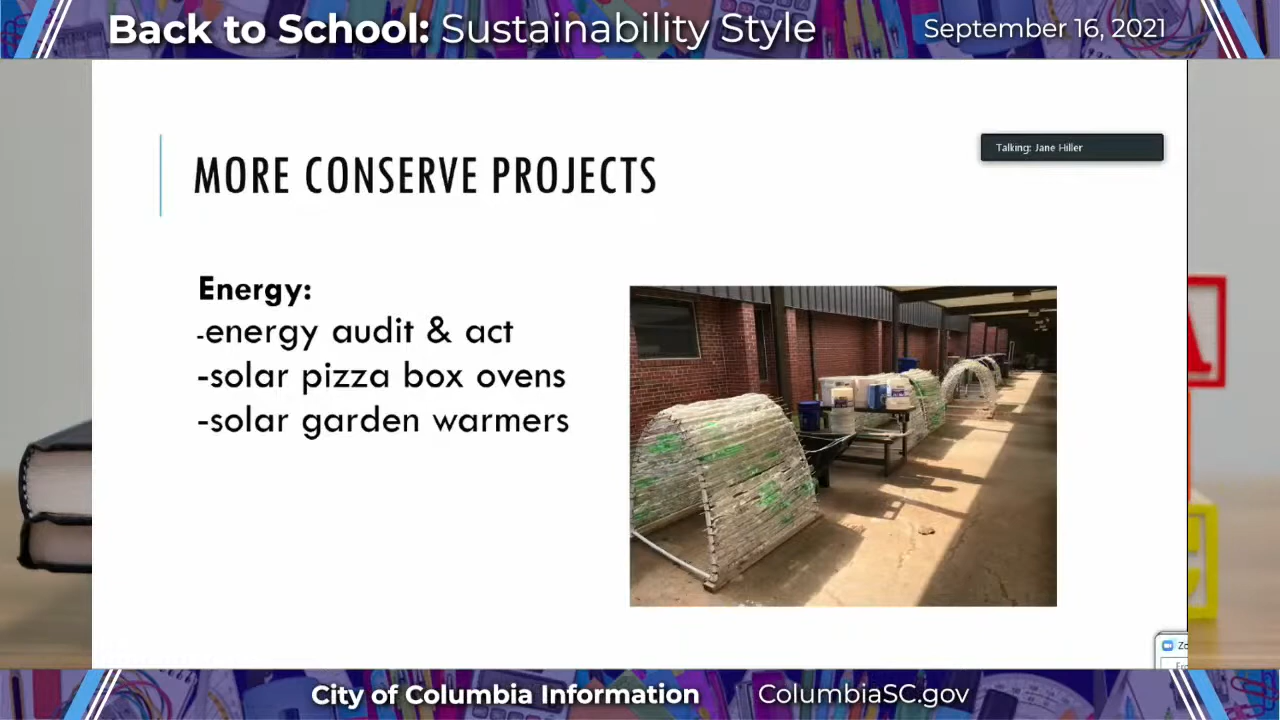 Back to School: Sustainability Style
September 16, 2021
Talking: Jane Hiller
MORE CONSERVE PROJECTS
Energy:
-energy audit & act
-solar pizza box ovens
-solar garden warmers
City of Columbia Information
ColumbiaSC.gov